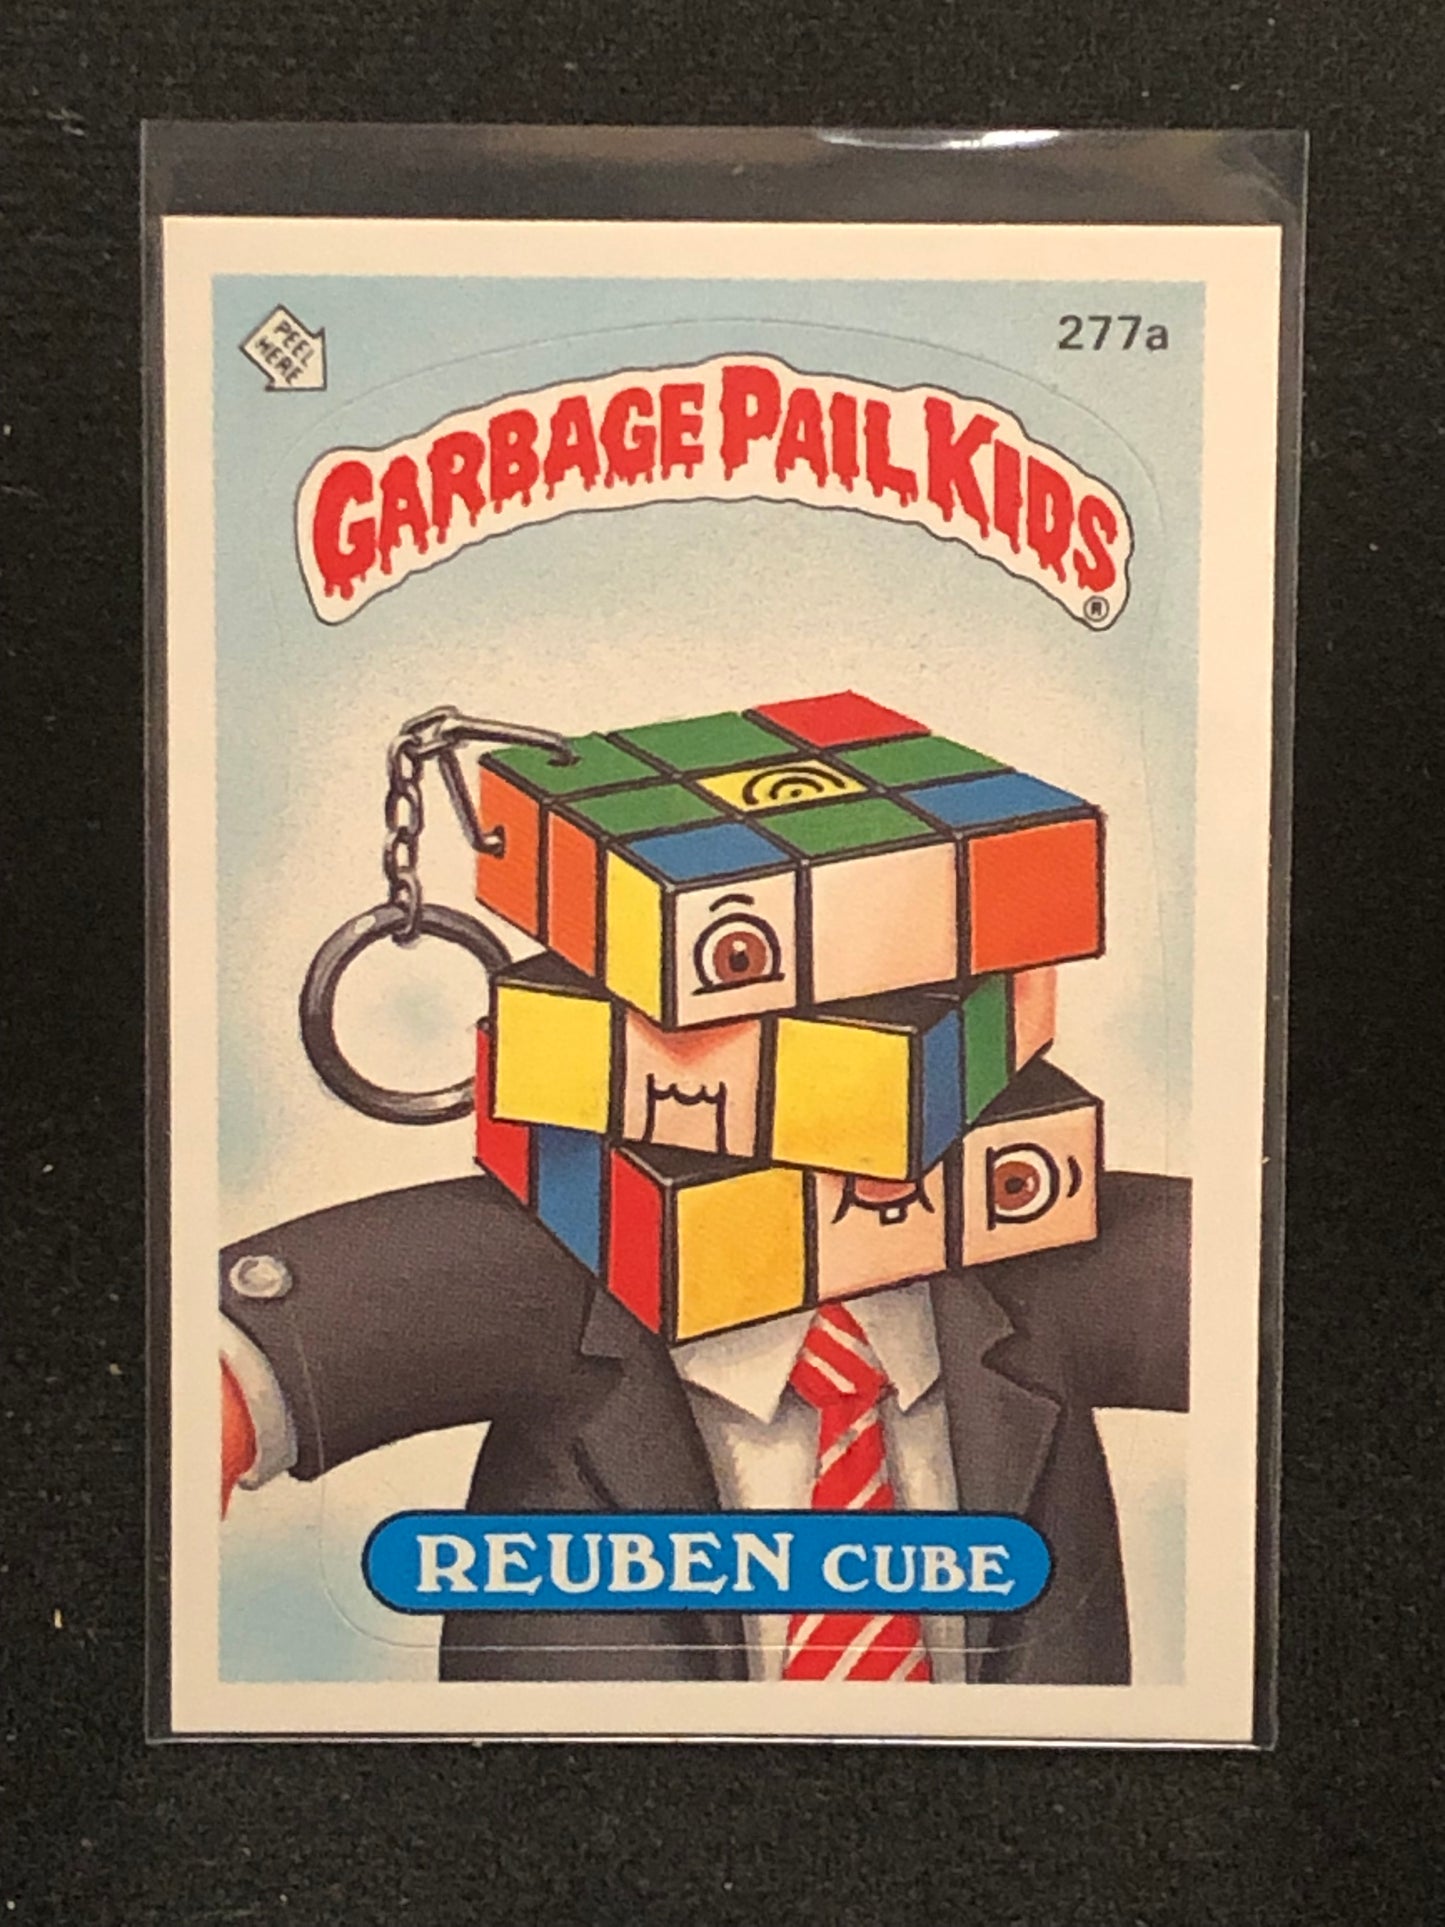 PEEL
HERE
277a
GARBAGE PAIL KIDS
®
REUBEN CUBE